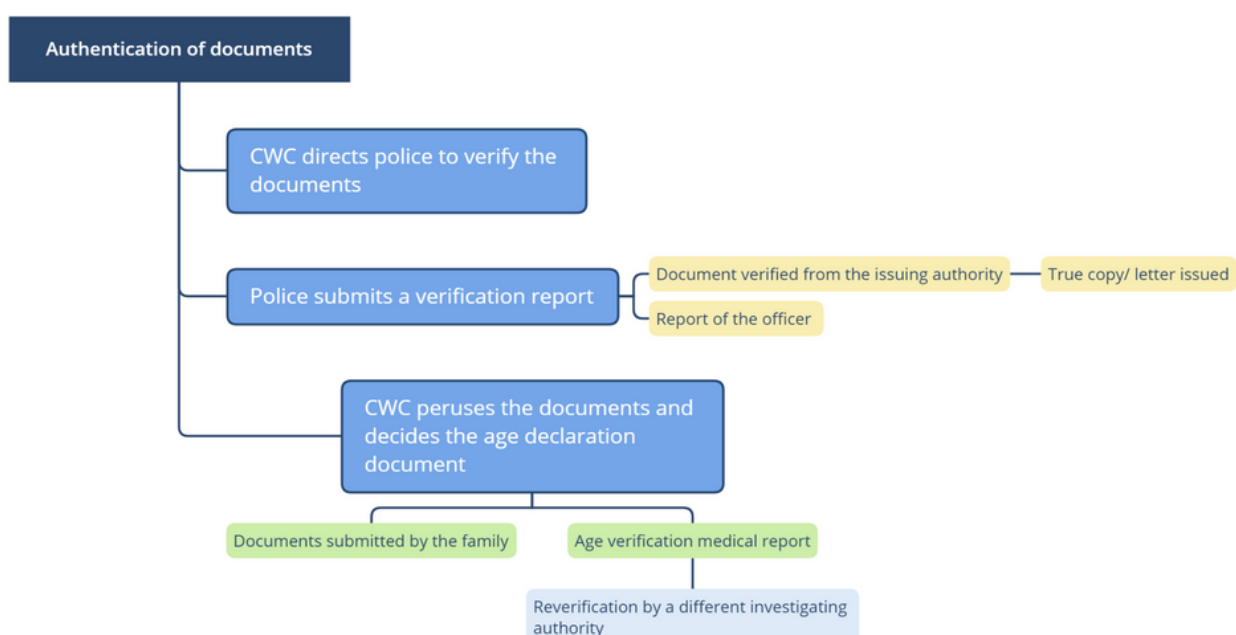 Authentication of documents
CWC directs police to verify the
documents
Police submits a verification report
Document verified from the issuing authority
True copy/ letter issued
Report of the officer
CWC peruses the documents and
decides the age declaration
document
Documents submitted by the family
Age verification medical report
Reverification by a different investigating
authority